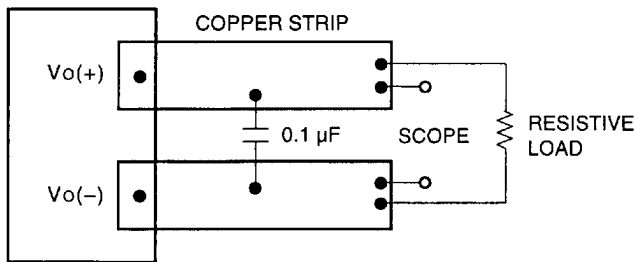 COPPER STRIP
Vo(+)
0.1 µF
SCOPE
RESISTIVE
LOAD
Vo(–)